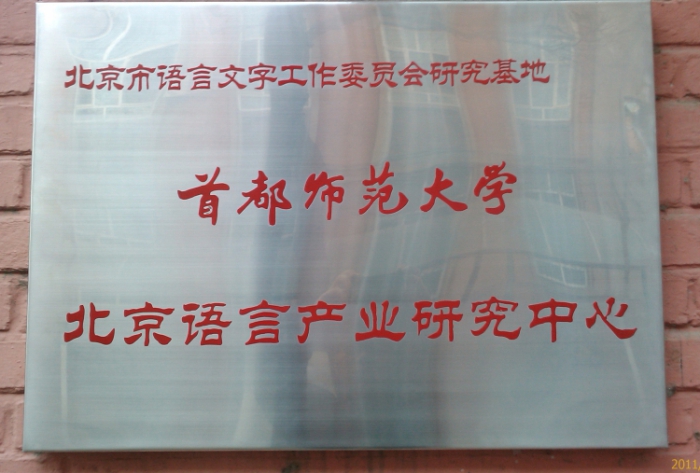 北京市语言文字工作委员会研究基地
首都师范大学
北京语言产业研究中心
2011